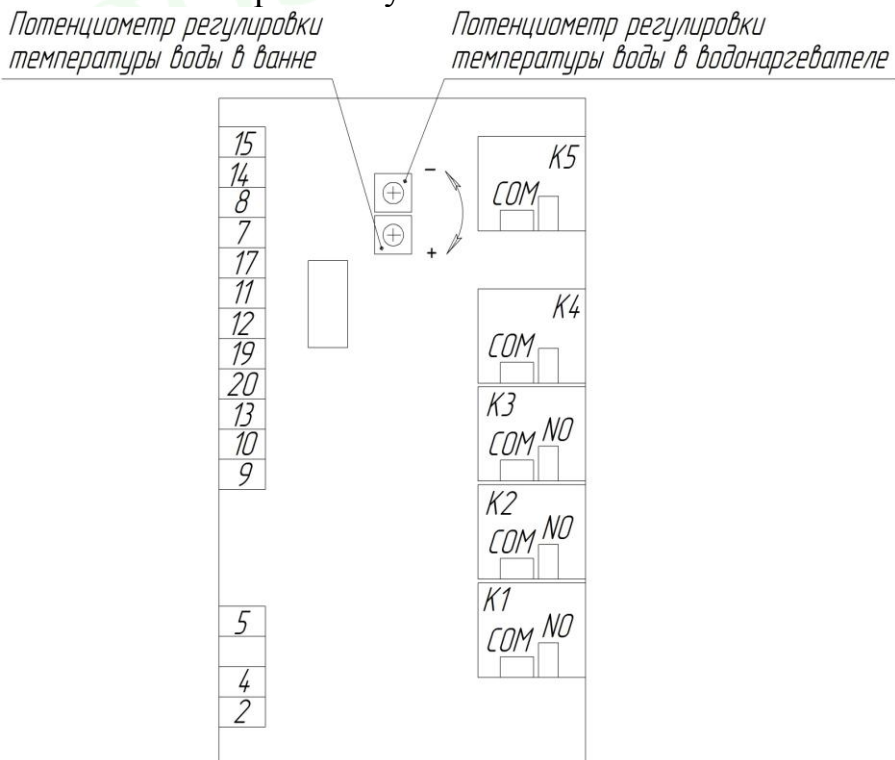 Потенциометр регулировки
температуры воды в ванне
Потенциометр регулировки
температуры воды в водонаргевателе
15
14
8
7
17
11
12
19
20
13
10
9
5
4
2
-
+
K5
COM
K4
COM
K3
COM NO
K2
COM NO
K1
COM NO